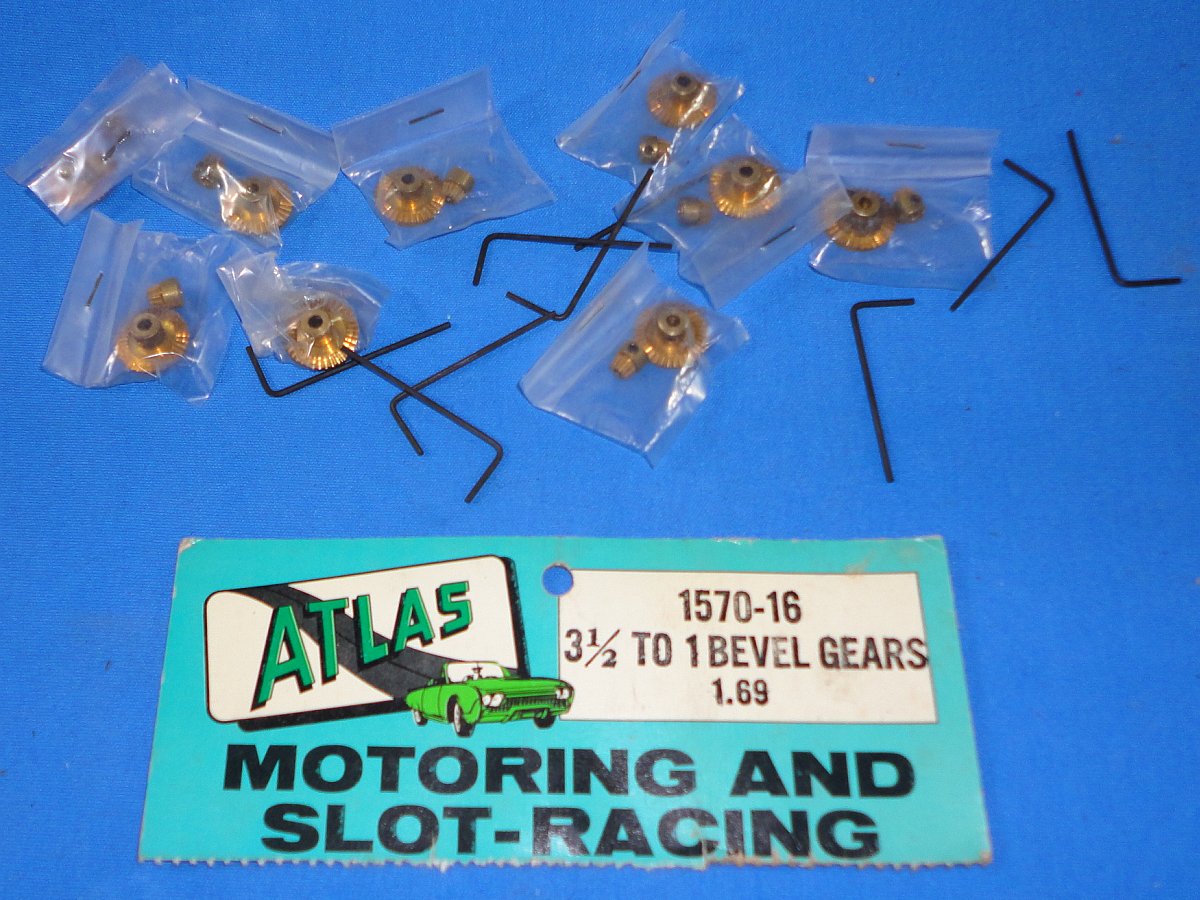 ATLAS
1570-16
3½ TO 1 BEVEL GEARS
1.69
MOTORING AND
SLOT-RACING